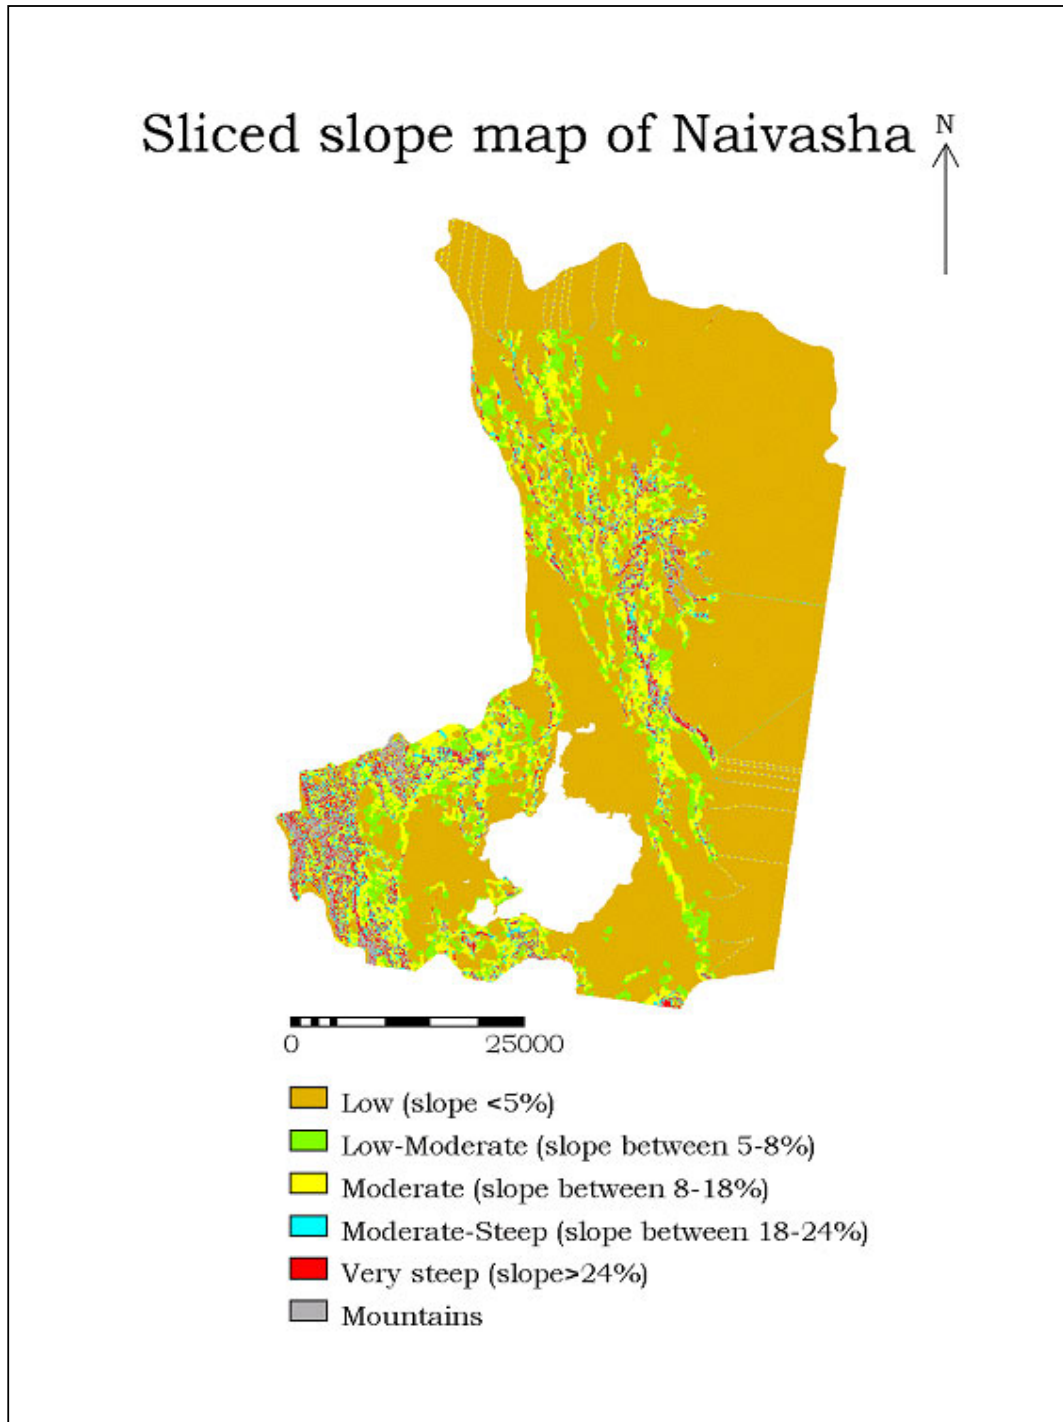 Sliced slope map of Naivasha
N
0 25000
Low (slope <5%)
Low-Moderate (slope between 5-8%)
Moderate (slope between 8-18%)
Moderate-Steep (slope between 18-24%)
Very steep (slope>24%)
Mountains